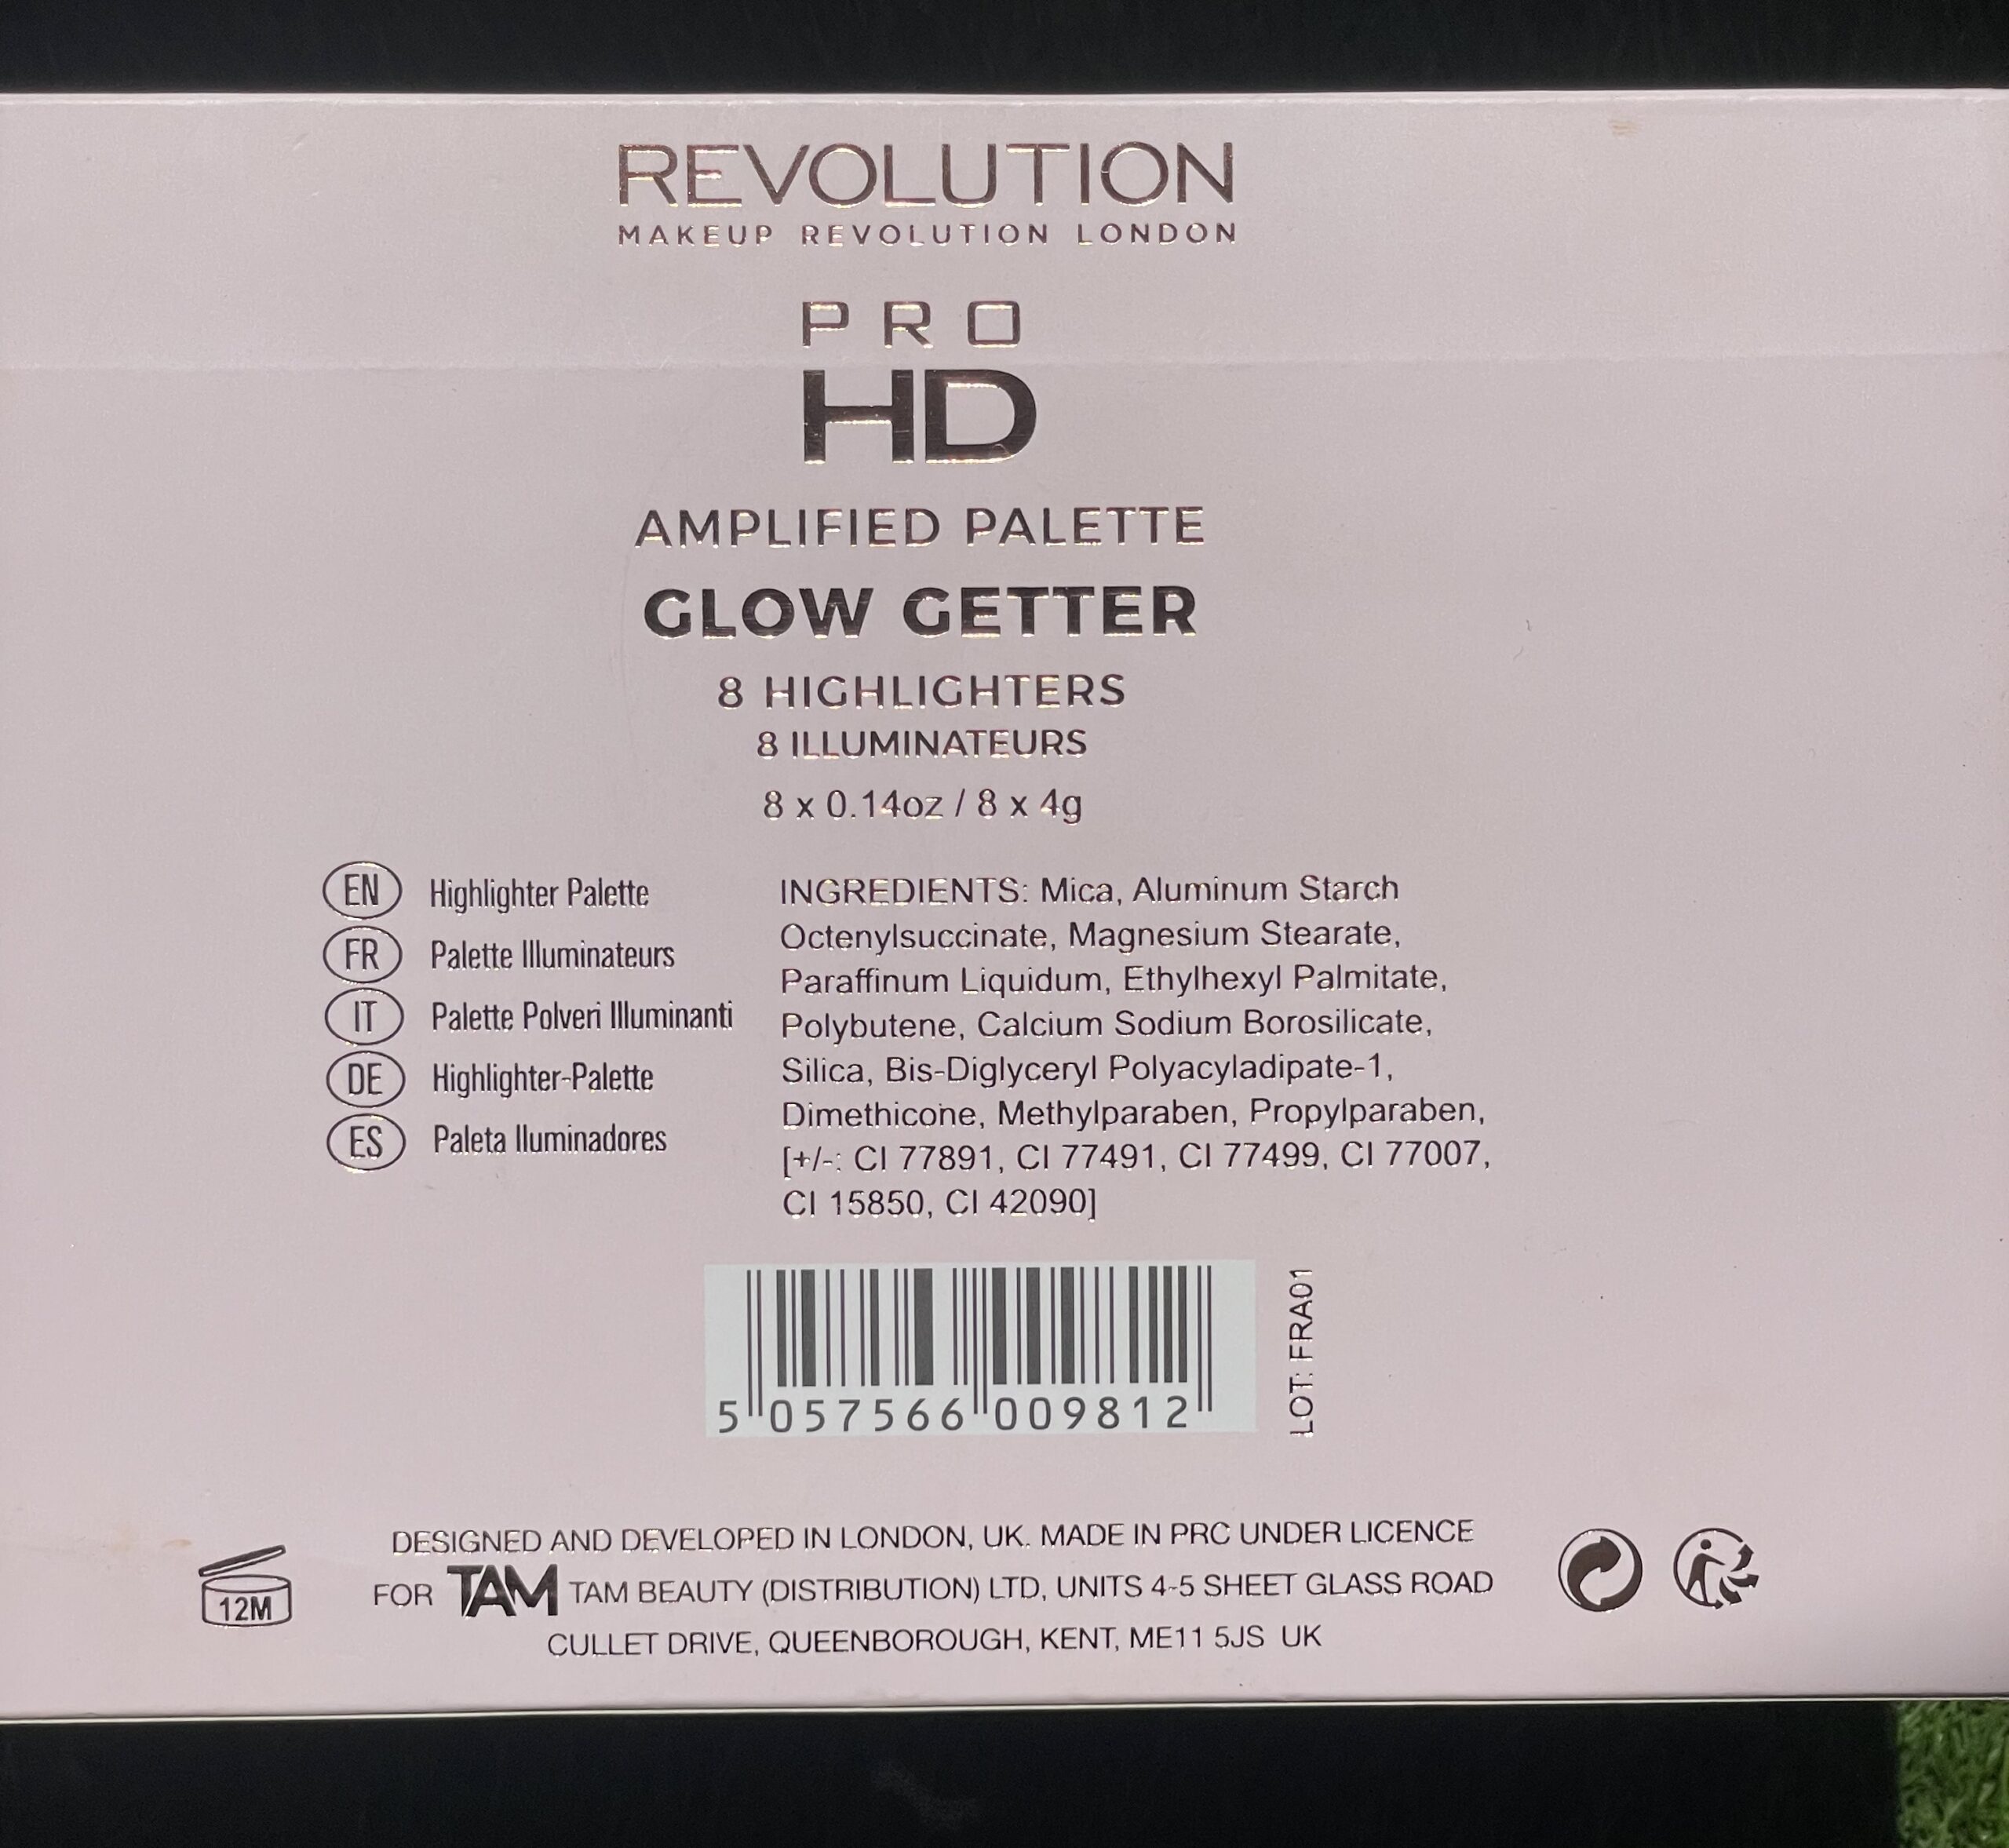 REVOLUTION
MAKEUP REVOLUTION LONDON
PRO
HD
AMPLIFIED PALETTE
GLOW GETTER
8 HIGHLIGHTERS
8 ILLUMINATEURS
8 x 0.14oz / 8 x 4g
EN Highlighter Palette
FR Palette Illuminateurs
IT Palette Polveri Illuminanti
DE Highlighter-Palette
ES Paleta Iluminadores
INGREDIENTS: Mica, Aluminum Starch
Octenylsuccinate, Magnesium Stearate,
Paraffinum Liquidum, Ethylhexyl Palmitate,
Polybutene, Calcium Sodium Borosilicate,
Silica, Bis-Diglyceryl Polyacyladipate-1,
Dimethicone, Methylparaben, Propylparaben,
[+/-: CI 77891, CI 77491, CI 77499, CI 77007,
CI 15850, CI 42090]
5 057566 009812
LOT: FRA01
12M
DESIGNED AND DEVELOPED IN LONDON, UK. MADE IN PRC UNDER LICENCE
FOR TAM TAM BEAUTY (DISTRIBUTION) LTD, UNITS 4-5 SHEET GLASS ROAD
CULLET DRIVE, QUEENBOROUGH, KENT, ME11 5JS UK